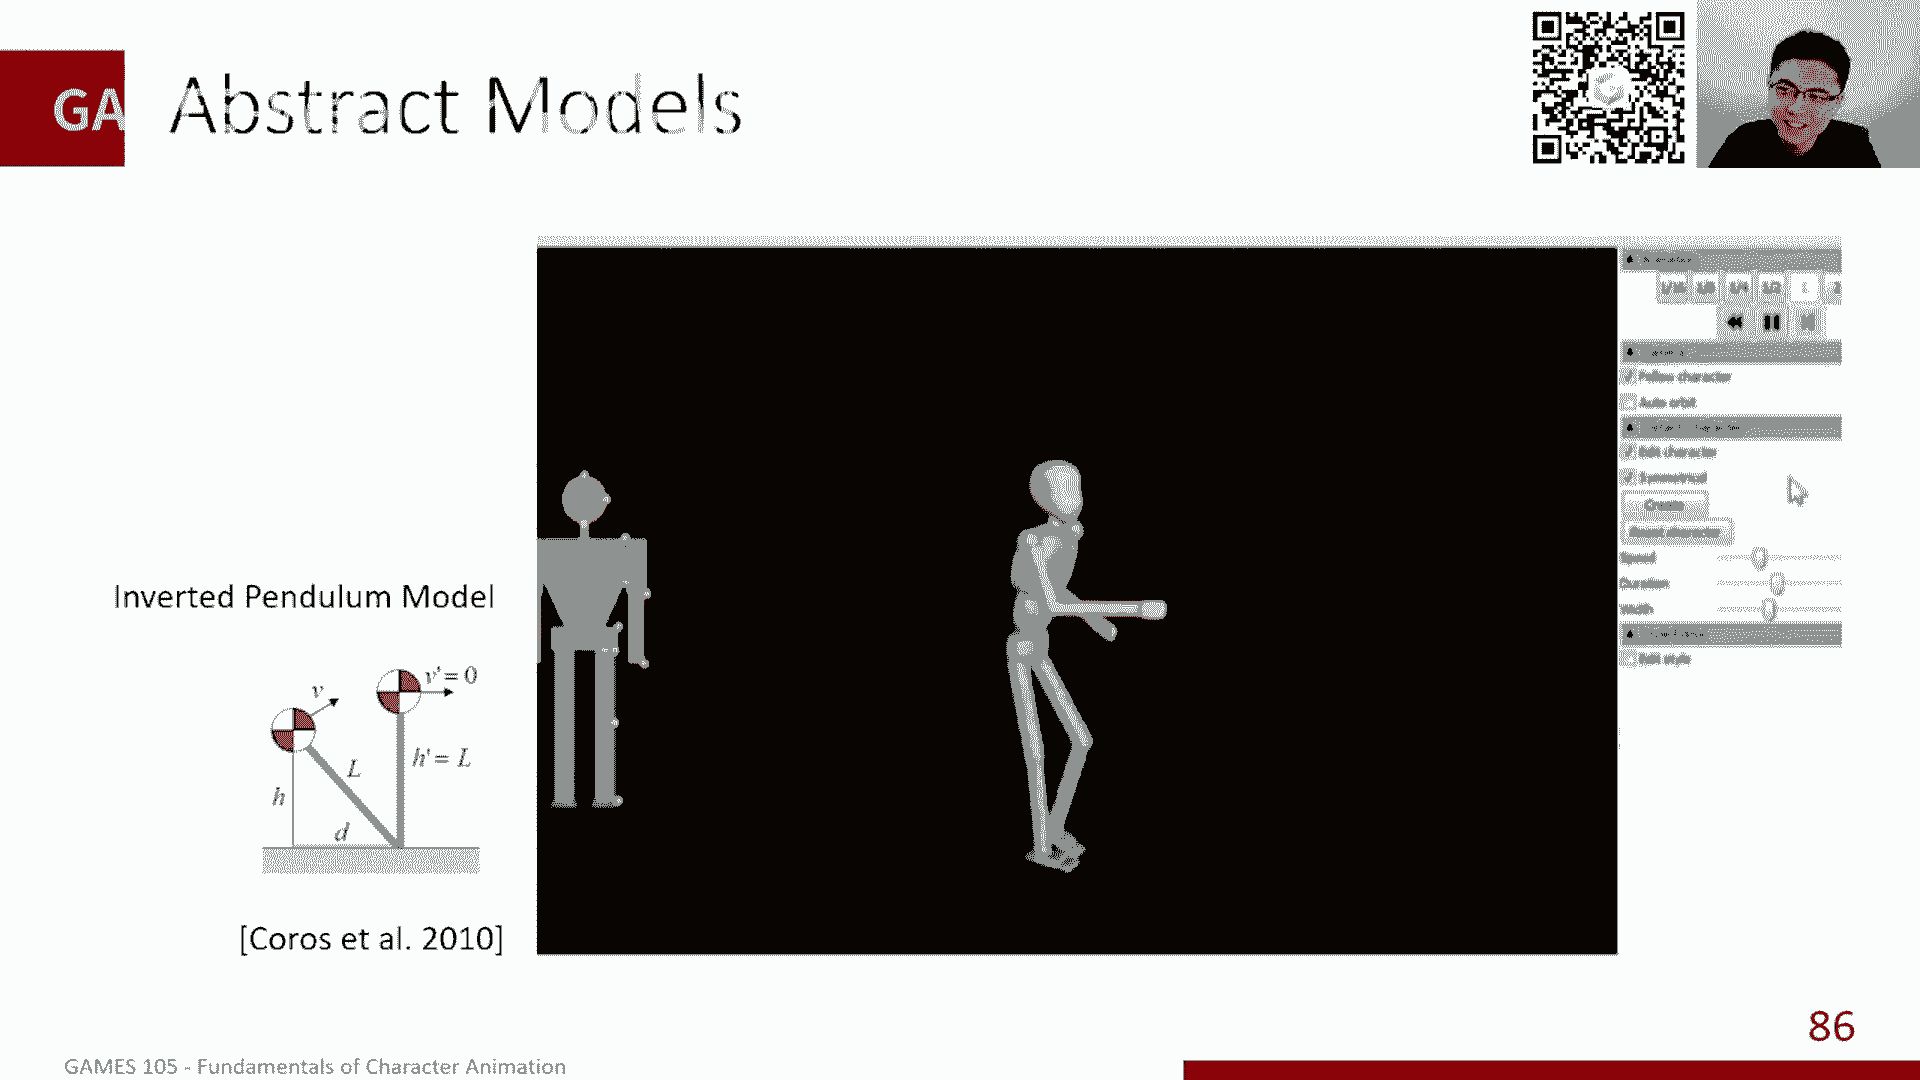 GA
Abstract Models
1/16 1/8 1/4 1/2 1 2
Follow character
Auto orbit
Edit character
Symmetrical
Create
Reset character
Speed
Duration
Width
Edit style
Inverted Pendulum Model
v
v' = 0
L
h' = L
h
d
[Coros et al. 2010]
86
GAMES 105 - Fundamentals of Character Animation